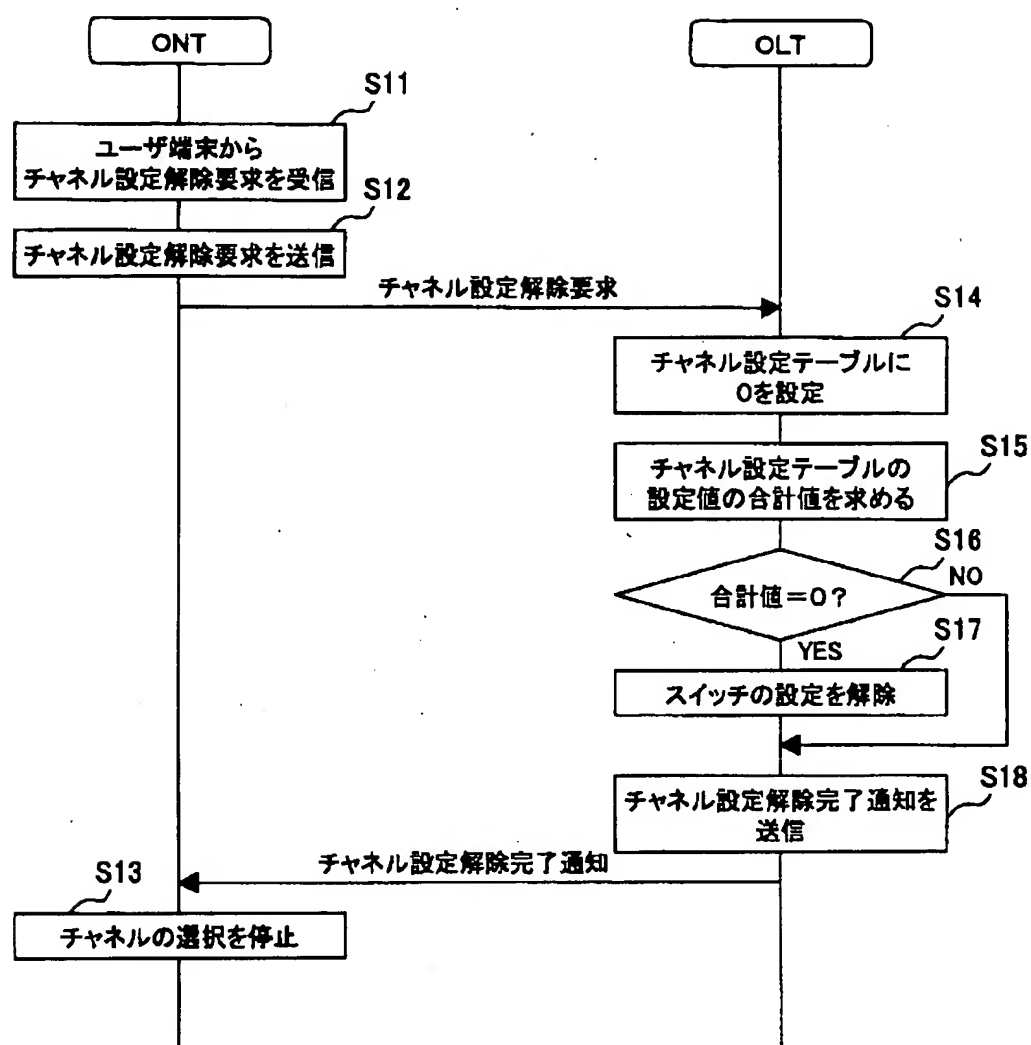 ONT
OLT
S11
ユーザ端末から
チャネル設定解除要求を受信
S12
チャネル設定解除要求を送信
チャネル設定解除要求
S14
チャネル設定テーブルに
0を設定
S15
チャネル設定テーブルの
設定値の合計値を求める
S16
合計値=0?
NO
YES
S17
スイッチの設定を解除
S18
チャネル設定解除完了通知を
送信
チャネル設定解除完了通知
S13
チャネルの選択を停止